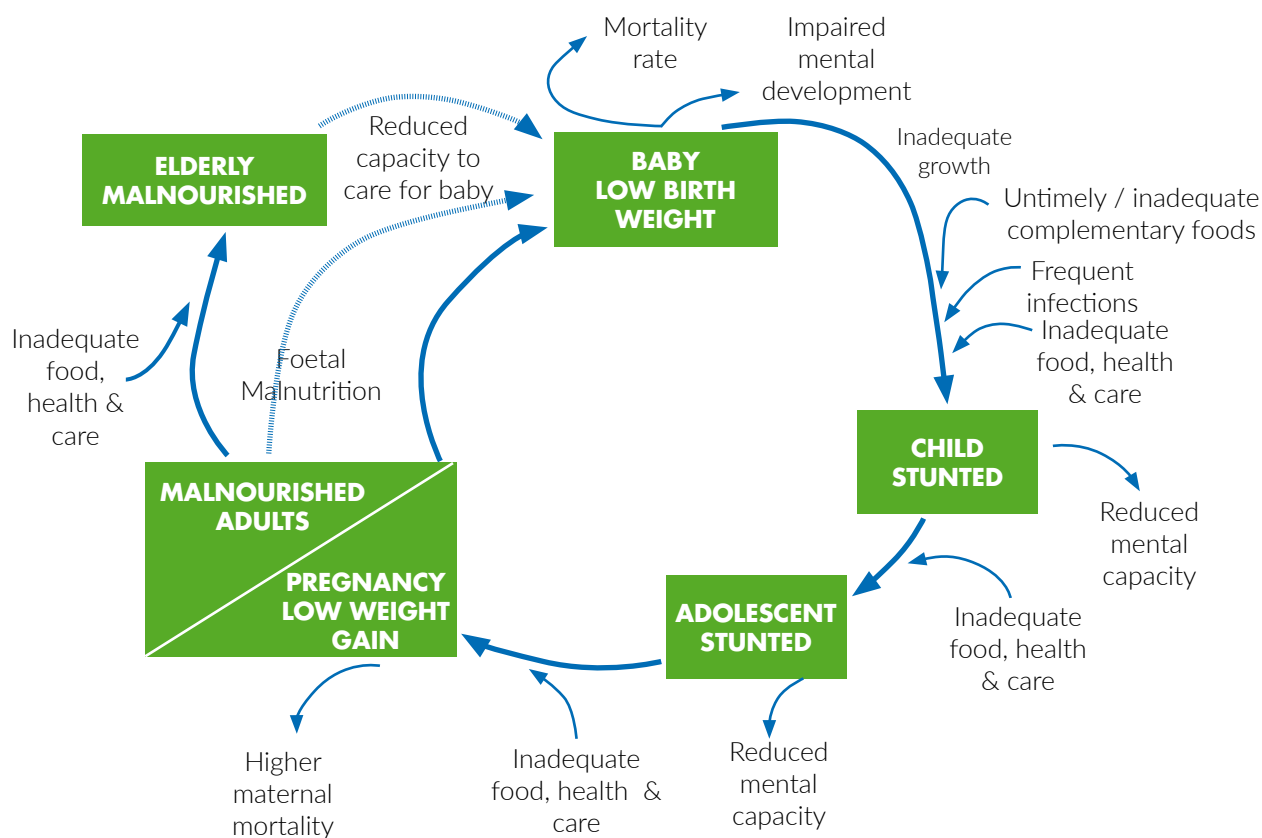 Mortality
rate
Impaired
mental
development
Reduced
capacity to
care for baby
ELDERLY
MALNOURISHED
BABY
LOW BIRTH
WEIGHT
Inadequate
growth
Untimely / inadequate
complementary foods
Frequent
infections
Inadequate
food, health
& care
Inadequate
food,
health &
care
Foetal
Malnutrition
CHILD
STUNTED
Reduced
mental
capacity
MALNOURISHED
ADULTS
PREGNANCY
LOW WEIGHT
GAIN
ADOLESCENT
STUNTED
Inadequate
food, health
& care
Higher
maternal
mortality
Inadequate
food, health &
care
Reduced
mental
capacity